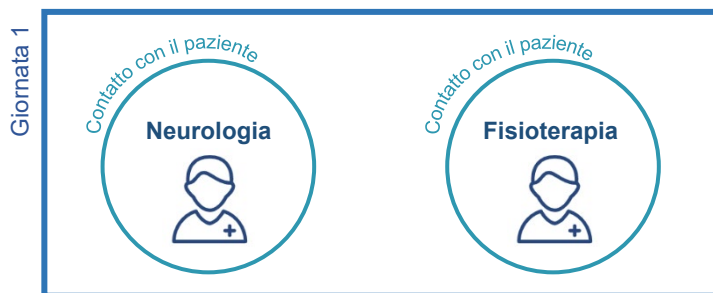 Giornata 1
Contatto con il paziente
Neurologia
Contatto con il paziente
Fisioterapia